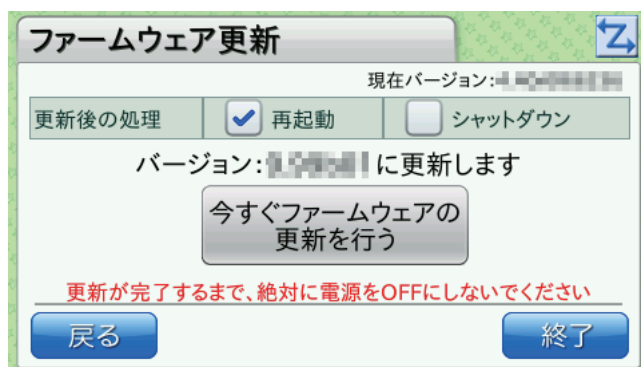 ファームウェア更新
現在バージョン:
更新後の処理 再起動 シャットダウン
バージョン: に更新します
今すぐファームウェアの
更新を行う
更新が完了するまで、絶対に電源をOFFにしないでください
戻る 終了